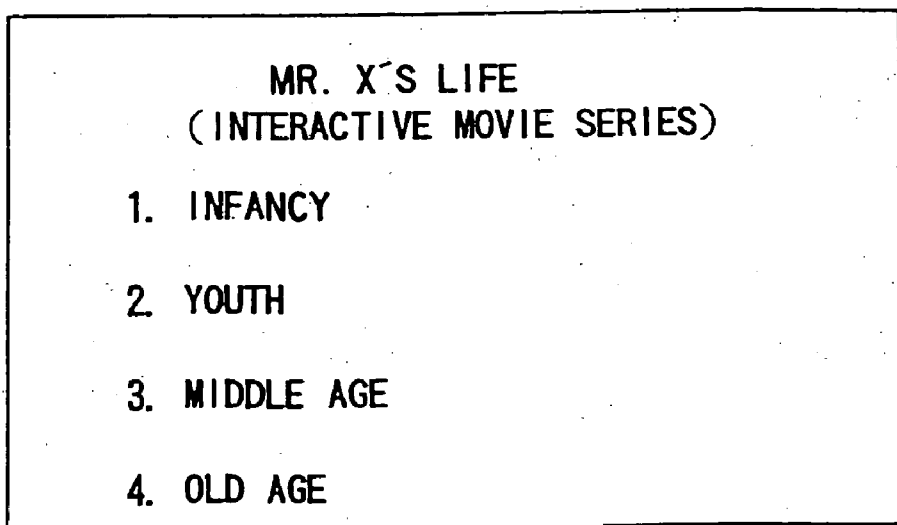 MR. X´S LIFE
(INTERACTIVE MOVIE SERIES)
1. INFANCY
2. YOUTH
3. MIDDLE AGE
4. OLD AGE